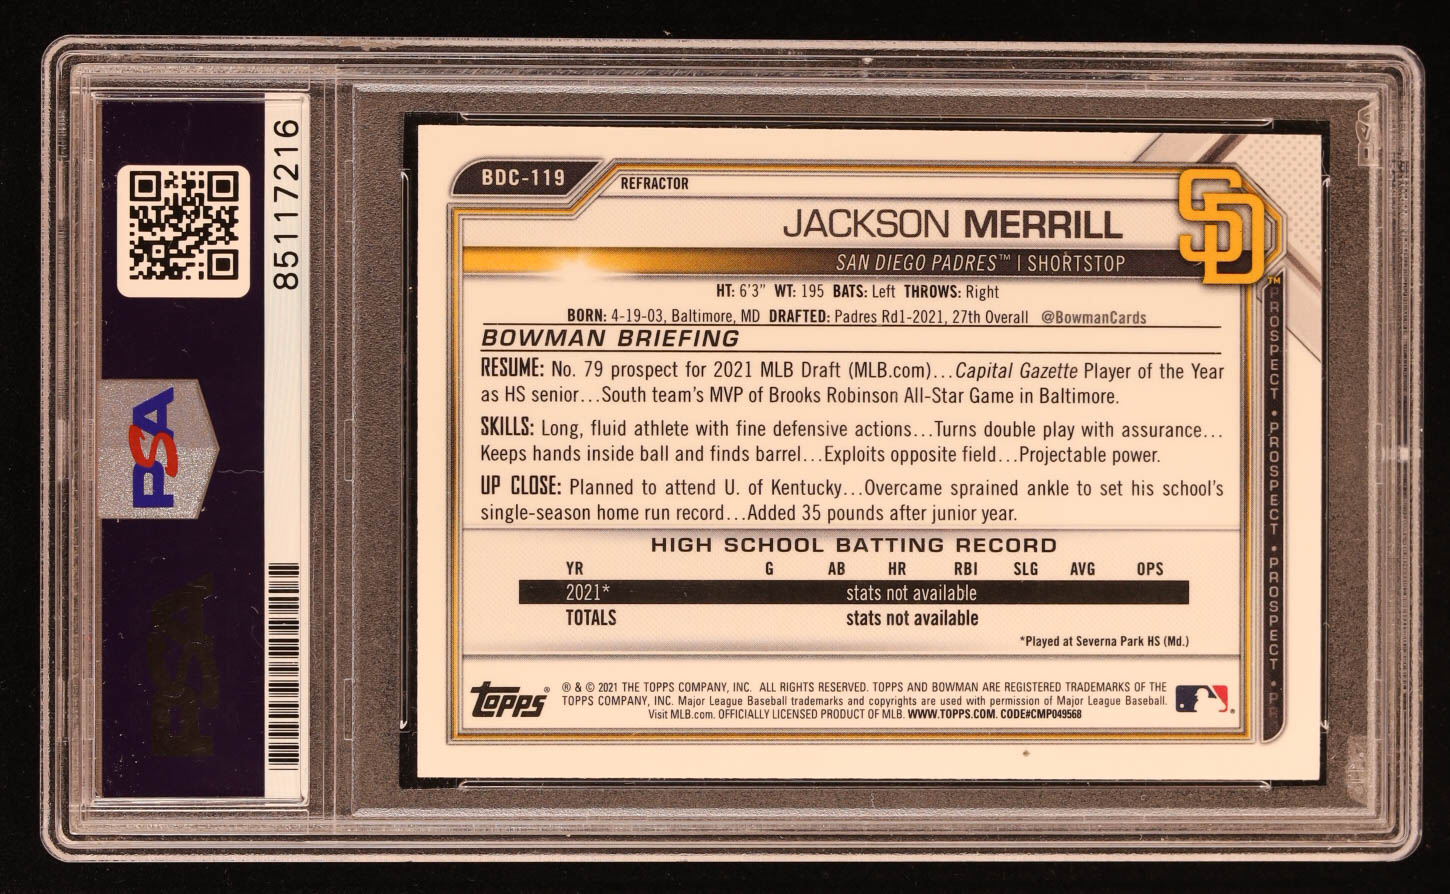 85117216
PSA
PSA
BDC-119
REFRACTOR
JACKSON MERRILL
SD
SAN DIEGO PADRES™ | SHORTSTOP
™
HT: 6'3" WT: 195 BATS: Left THROWS: Right
BORN: 4-19-03, Baltimore, MD DRAFTED: Padres Rd1-2021, 27th Overall @BowmanCards
BOWMAN BRIEFING
RESUME: No. 79 prospect for 2021 MLB Draft (MLB.com)...Capital Gazette Player of the Year
as HS senior...South team's MVP of Brooks Robinson All-Star Game in Baltimore.
SKILLS: Long, fluid athlete with fine defensive actions...Turns double play with assurance...
Keeps hands inside ball and finds barrel...Exploits opposite field...Projectable power.
UP CLOSE: Planned to attend U. of Kentucky...Overcame sprained ankle to set his school's
single-season home run record...Added 35 pounds after junior year.
HIGH SCHOOL BATTING RECORD
YR G AB HR RBI SLG AVG OPS
2021* stats not available
TOTALS stats not available
*Played at Severna Park HS (Md.)
PROSPECT • PROSPECT • PROSPECT • PR
Topps®
® & © 2021 THE TOPPS COMPANY, INC. ALL RIGHTS RESERVED. TOPPS AND BOWMAN ARE REGISTERED TRADEMARKS OF THE
TOPPS COMPANY, INC. Major League Baseball trademarks and copyrights are used with permission of Major League Baseball.
Visit MLB.com. OFFICIALLY LICENSED PRODUCT OF MLB. WWW.TOPPS.COM. CODE#CMP049568